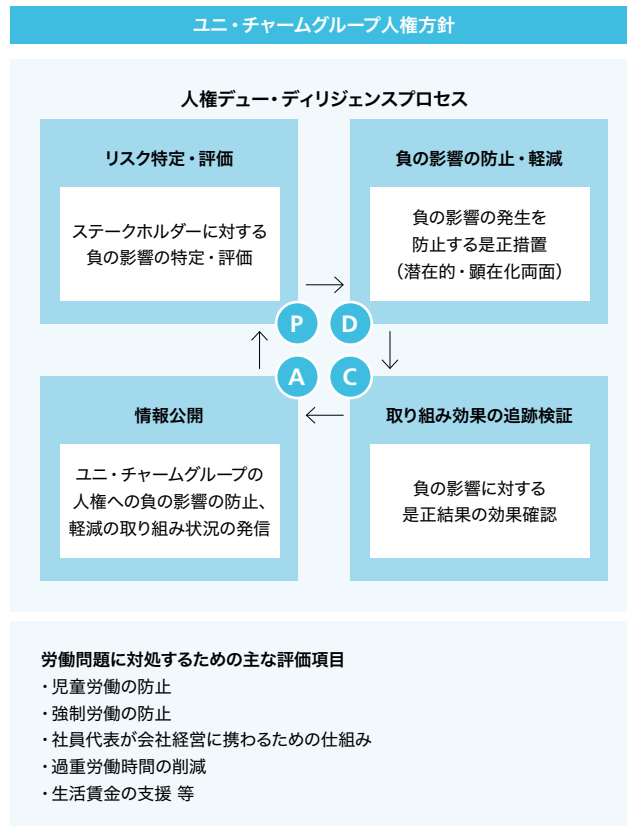 ユニ・チャームグループ人権方針
人権デュー・ディリジェンスプロセス
リスク特定・評価
ステークホルダーに対する
負の影響の特定・評価
負の影響の防止・軽減
負の影響の発生を
防止する是正措置
（潜在的・顕在化両面）
P
D
A
C
情報公開
ユニ・チャームグループの
人権への負の影響の防止、
軽減の取り組み状況の発信
取り組み効果の追跡検証
負の影響に対する
是正結果の効果確認
労働問題に対処するための主な評価項目
・児童労働の防止
・強制労働の防止
・社員代表が会社経営に携わるための仕組み
・過重労働時間の削減
・生活賃金の支援 等